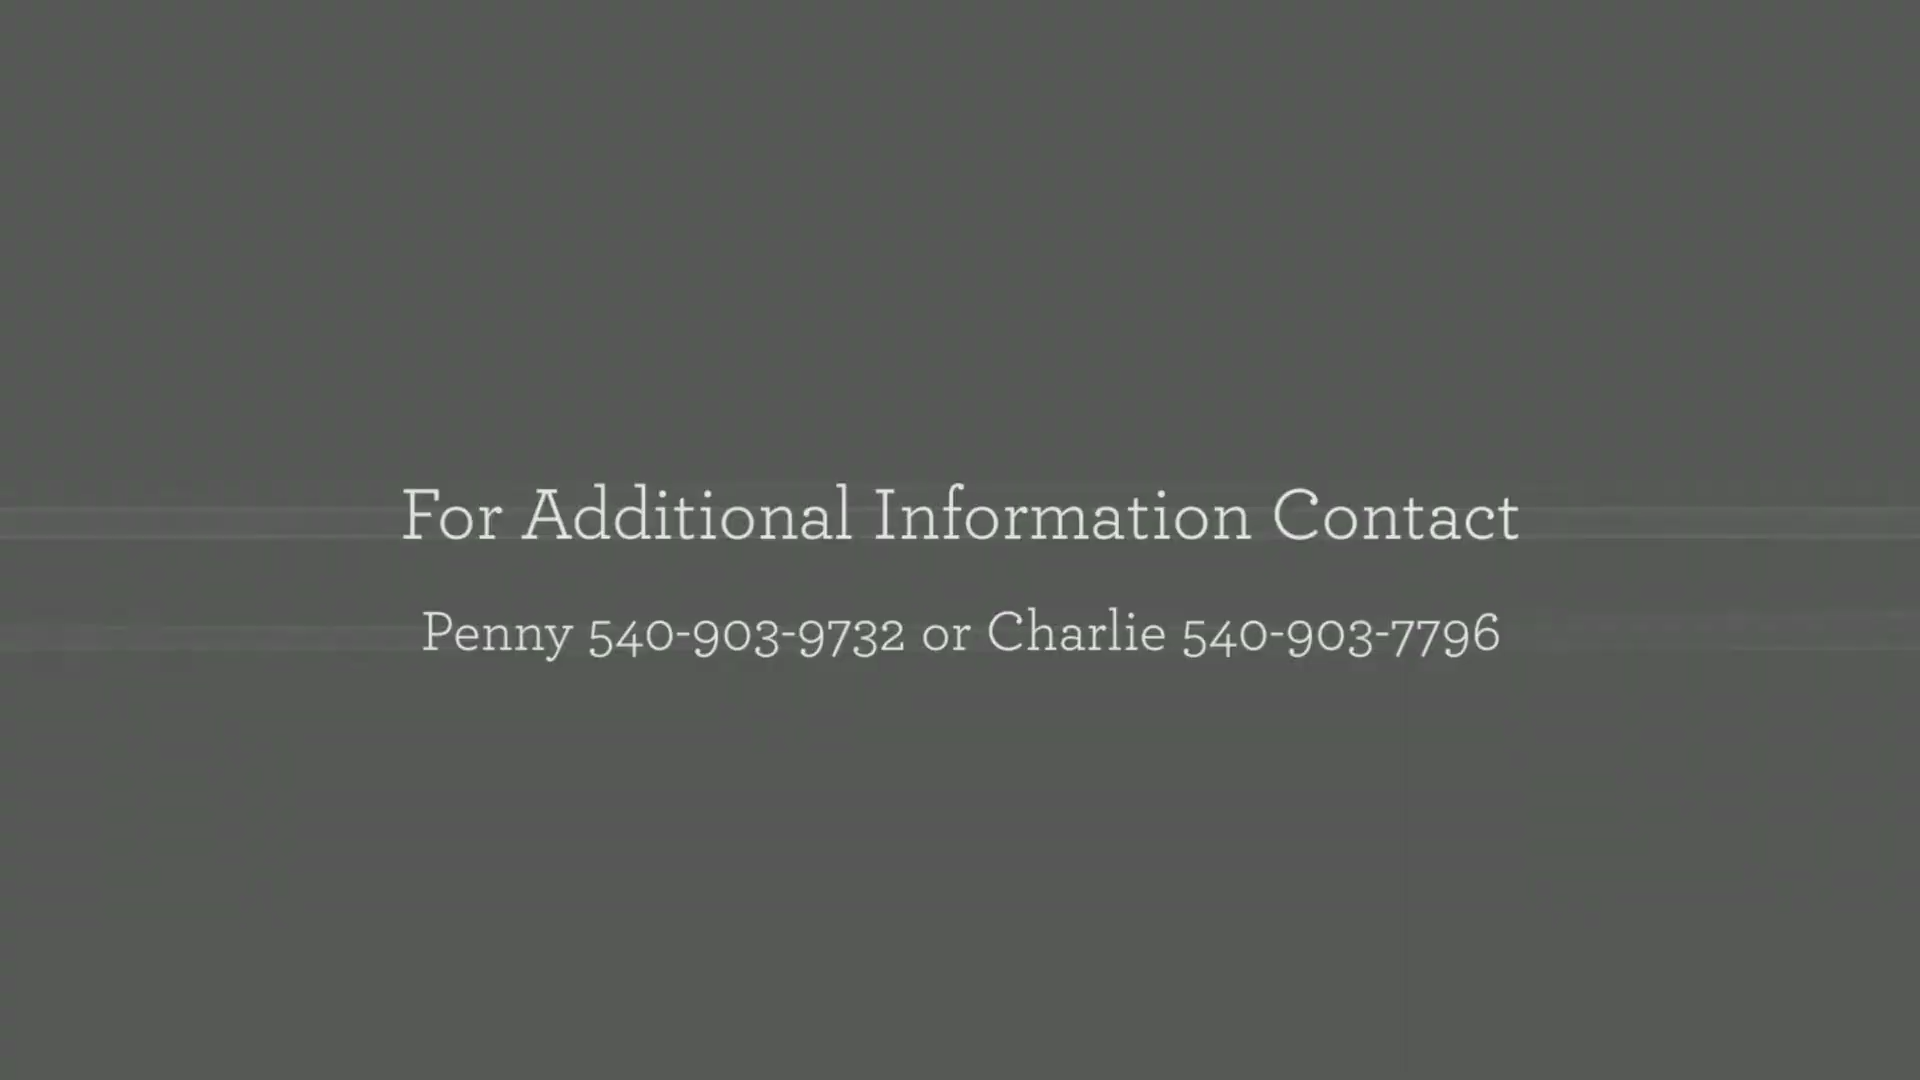 For Additional Information Contact
Penny 540-903-9732 or Charlie 540-903-7796